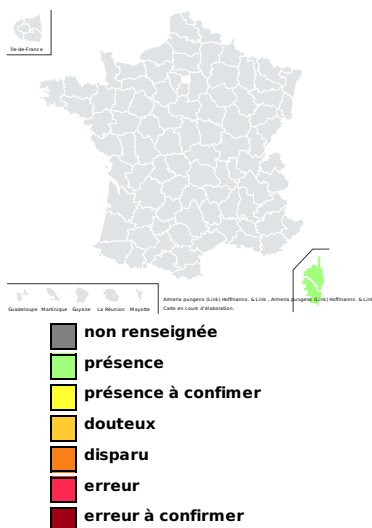 Île-de-France
Guadeloupe Martinique Guyane La Réunion Mayotte
Armeria pungens (Link) Hoffmanns. & Link , Armeria pungens (Link) Hoffmanns. & Link
Carte en cours d'élaboration.
non renseignée
présence
présence à confimer
douteux
disparu
erreur
erreur à confirmer